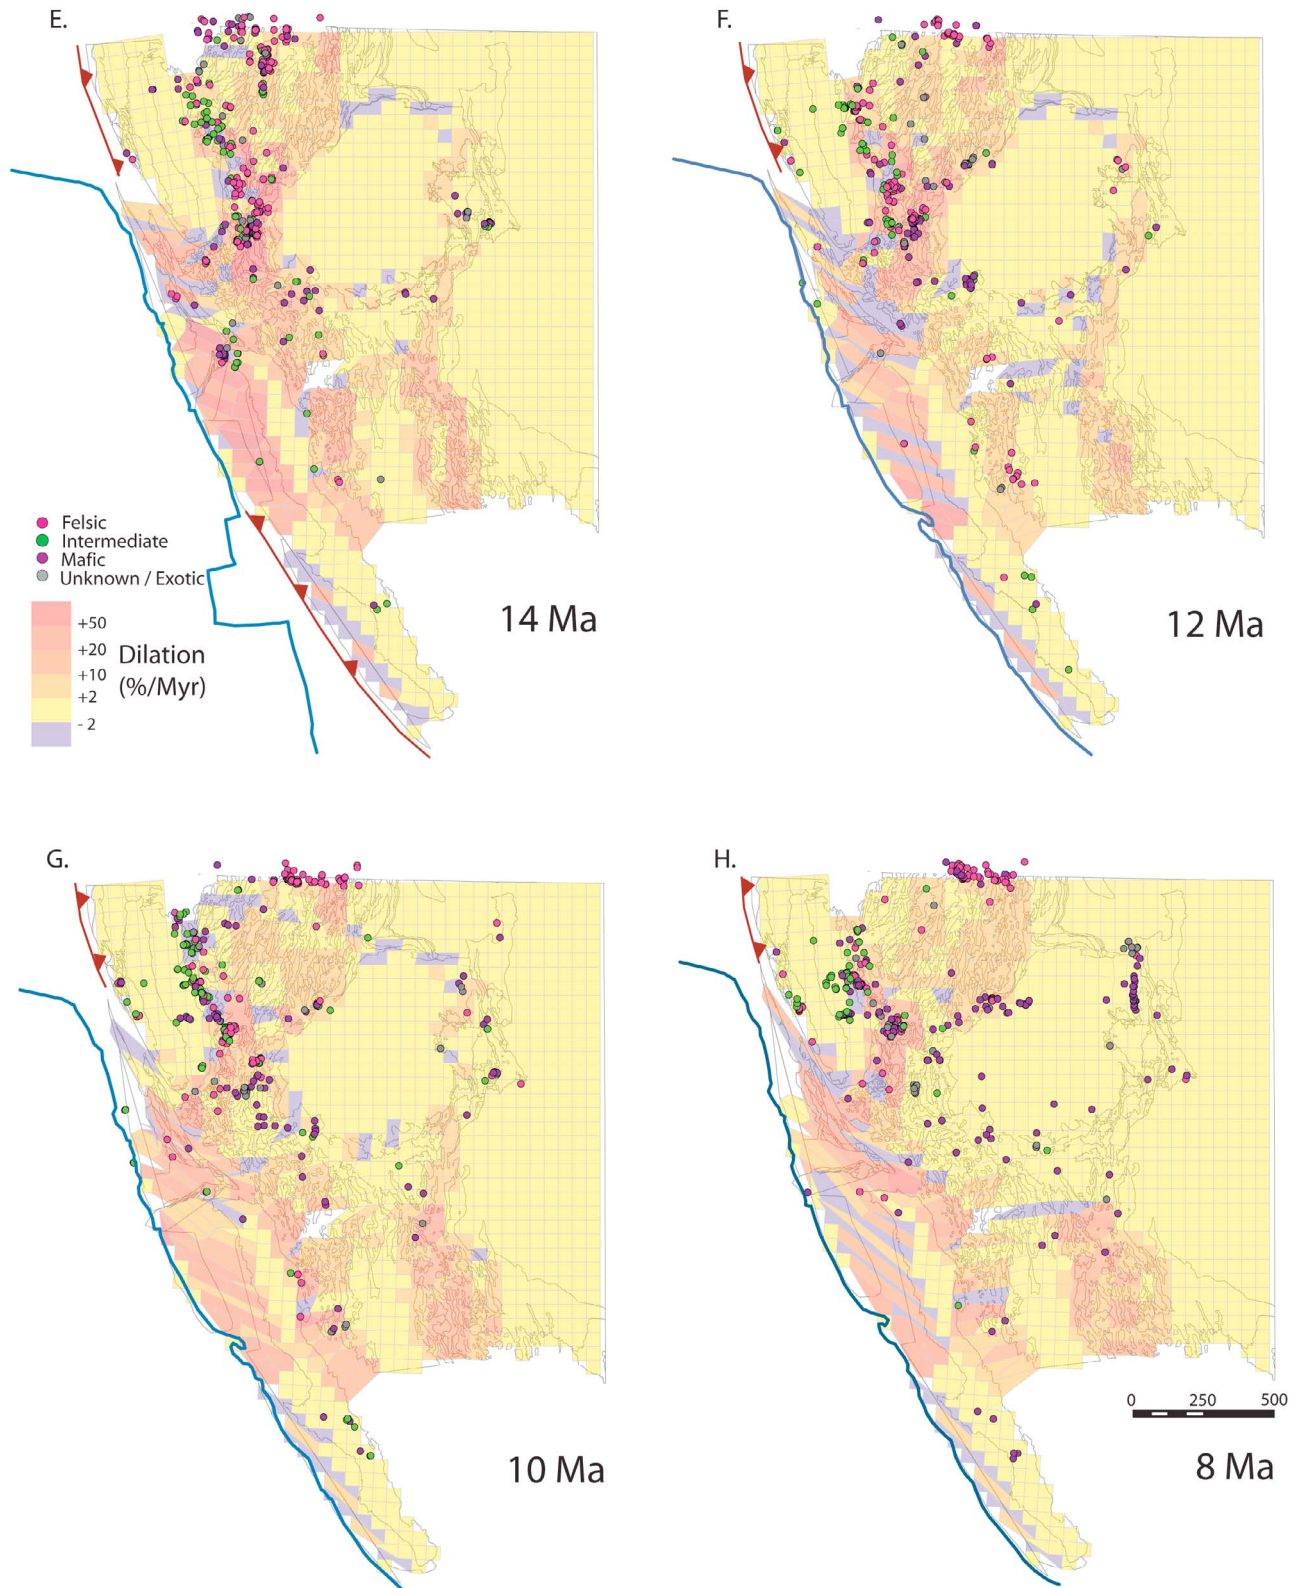 E.
F.
Felsic
Intermediate
Mafic
Unknown / Exotic
+50
+20
+10
+2
- 2
Dilation
(%/Myr)
14 Ma
12 Ma
G.
H.
0 250 500
10 Ma
8 Ma